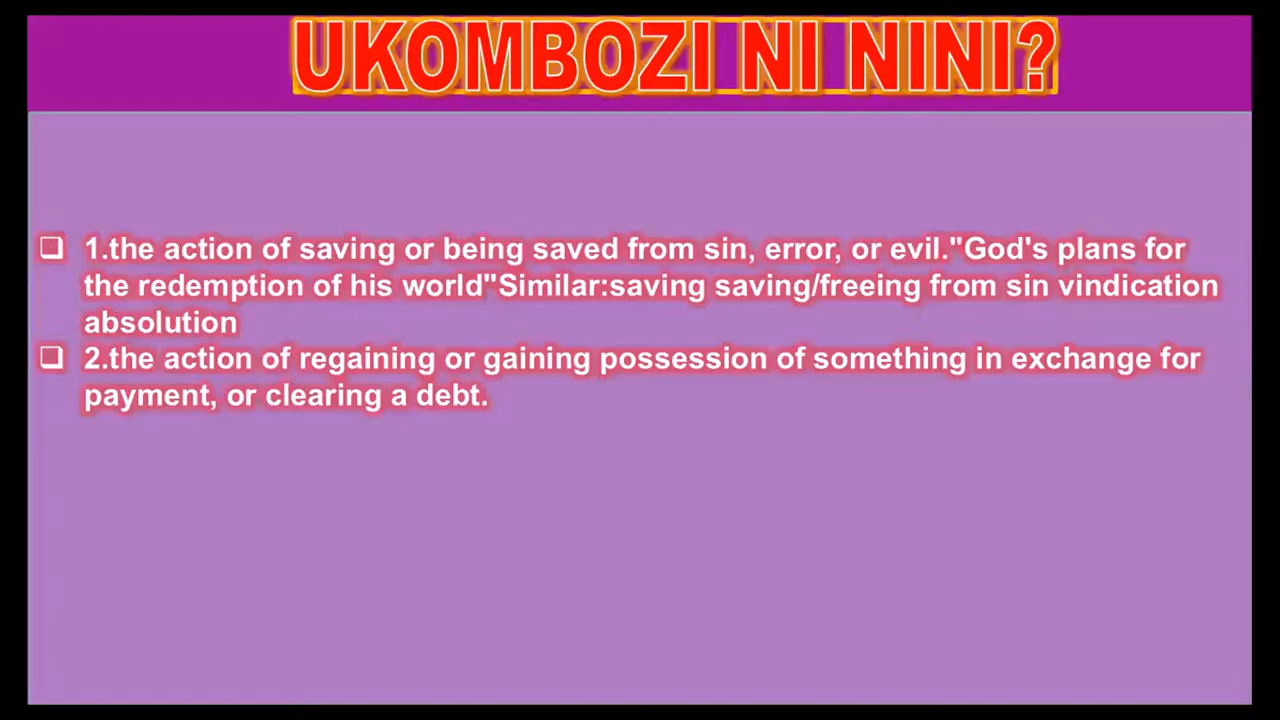 UKOMBOZI NI NINI?
❑ 1.the action of saving or being saved from sin, error, or evil."God's plans for
the redemption of his world"Similar:saving saving/freeing from sin vindication
absolution
❑ 2.the action of regaining or gaining possession of something in exchange for
payment, or clearing a debt.